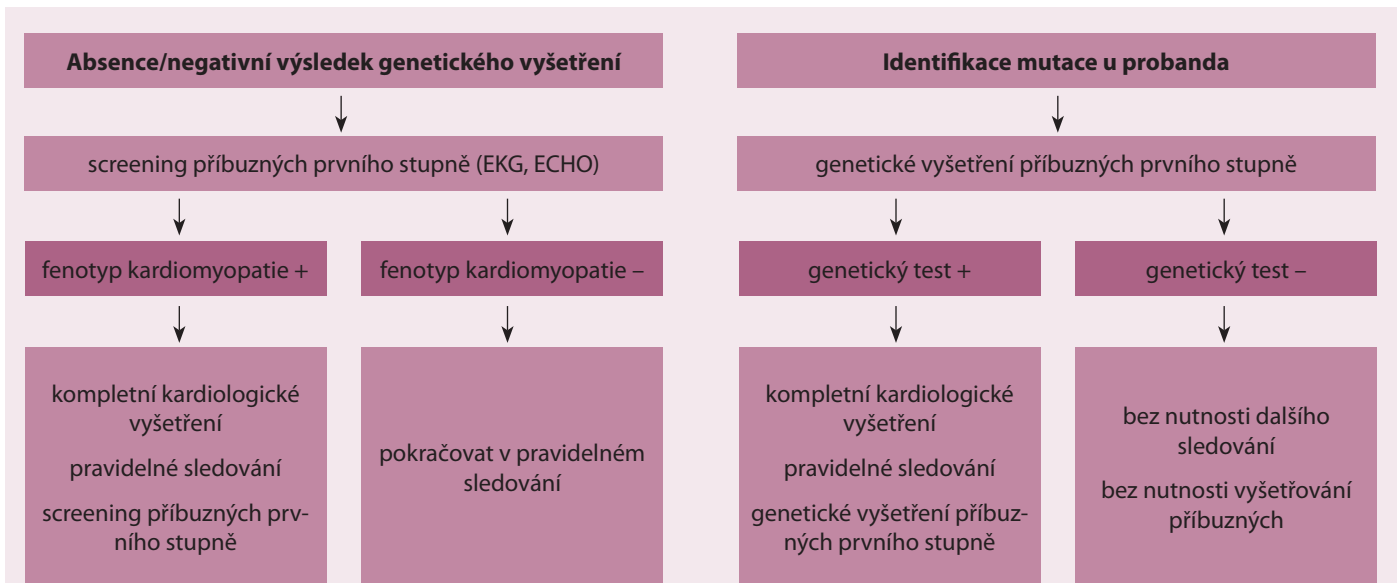 Absence/negativní výsledek genetického vyšetření
screening příbuzných prvního stupně (EKG, ECHO)
fenotyp kardiomyopatie +
kompletní kardiologické
vyšetření
pravidelné sledování
screening příbuzných prv-
ního stupně
fenotyp kardiomyopatie –
pokračovat v pravidelném
sledování
Identifikace mutace u probanda
genetické vyšetření příbuzných prvního stupně
genetický test +
kompletní kardiologické
vyšetření
pravidelné sledování
genetické vyšetření příbuz-
ných prvního stupně
genetický test –
bez nutnosti dalšího
sledování
bez nutnosti vyšetřování
příbuzných